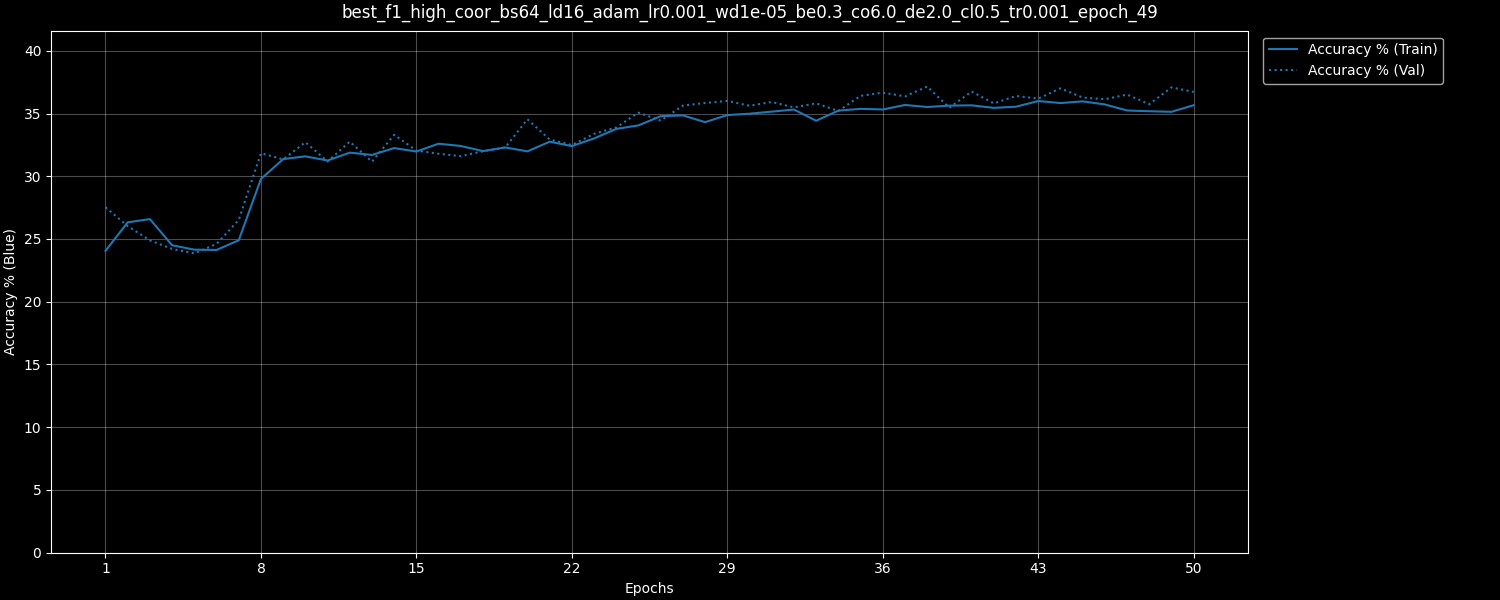 best_f1_high_coor_bs64_ld16_adam_lr0.001_wd1e-05_be0.3_co6.0_de2.0_cl0.5_tr0.001_epoch_49
Accuracy % (Train)
Accuracy % (Val)
Accuracy % (Blue)
40
35
30
25
20
15
10
5
0
1 8 15 22 29 36 43 50
Epochs